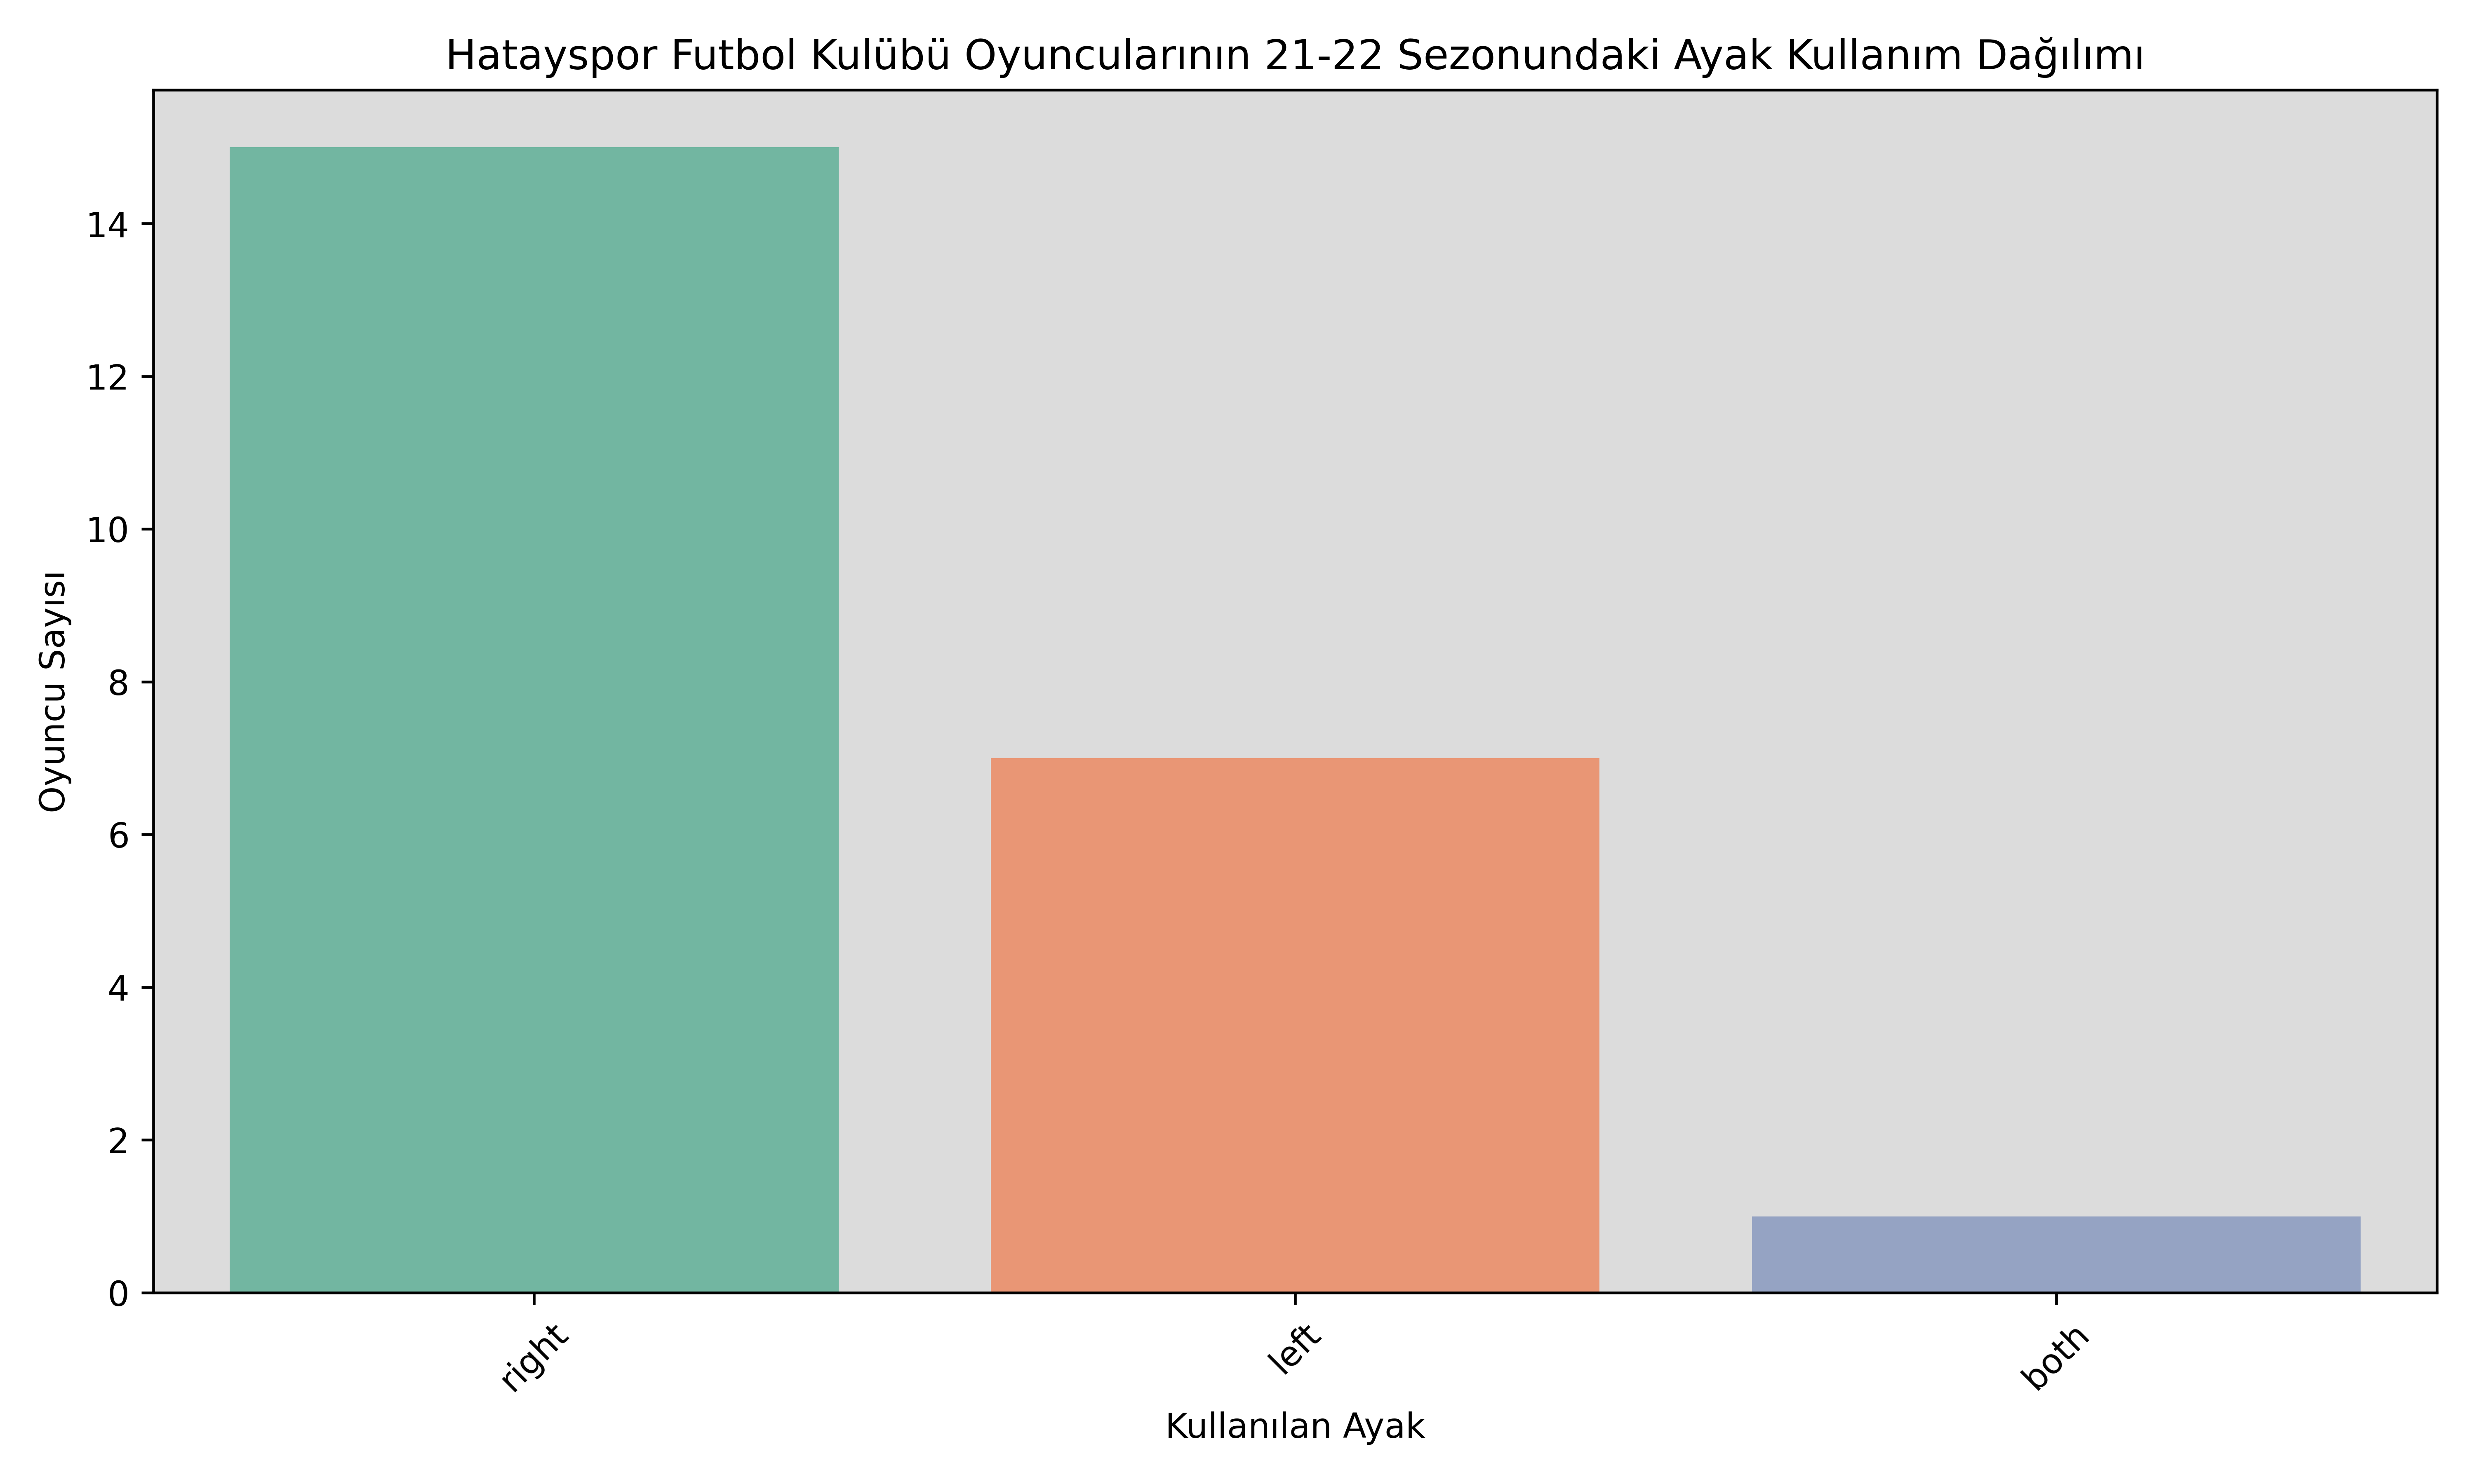 Hatayspor Futbol Kulübü Oyuncularının 21-22 Sezonundaki Ayak Kullanım Dağılımı
Oyuncu Sayısı
14
12
10
8
6
4
2
0
right
left
both
Kullanılan Ayak